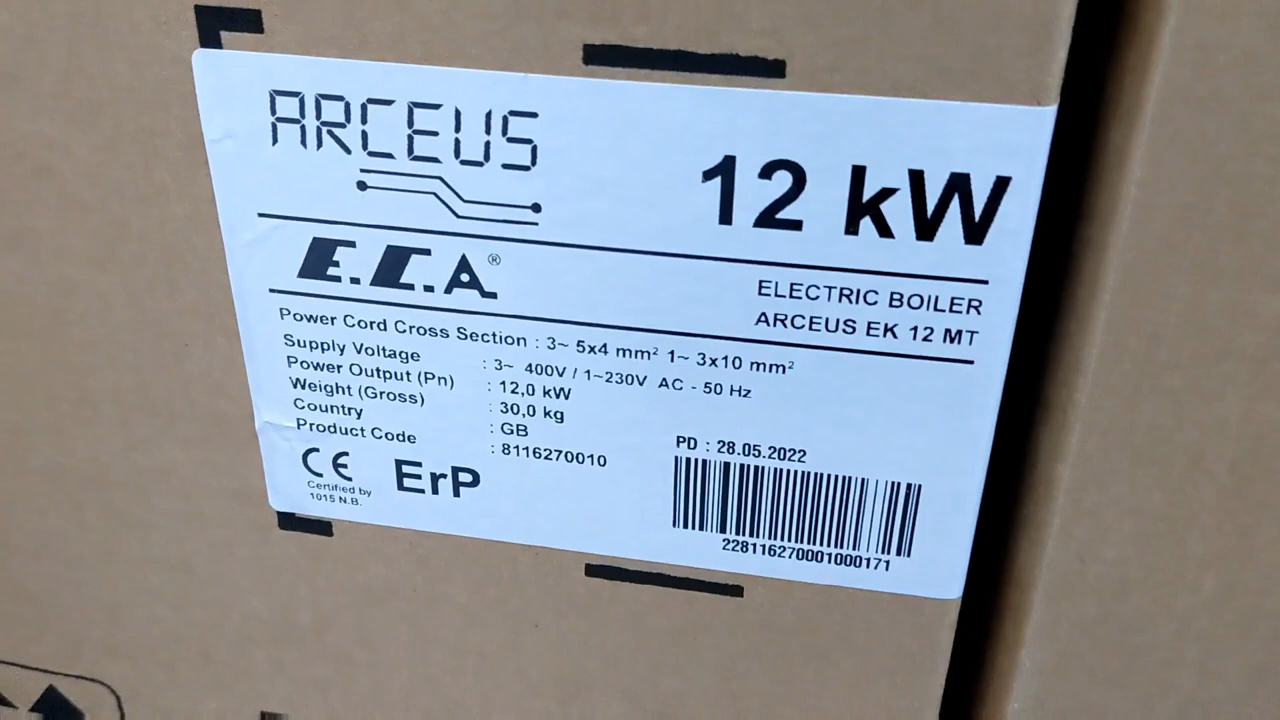 ARCEUS
12 kW
E.C.A®
ELECTRIC BOILER
ARCEUS EK 12 MT
Power Cord Cross Section : 3~ 5x4 mm² 1~ 3x10 mm²
Supply Voltage : 3~ 400V / 1~230V AC - 50 Hz
Power Output (Pn) : 12,0 kW
Weight (Gross) : 30,0 kg
Country : GB
Product Code : 8116270010
CE ErP
Certified by
1015 N.B.
PD : 28.05.2022
228116270001000171